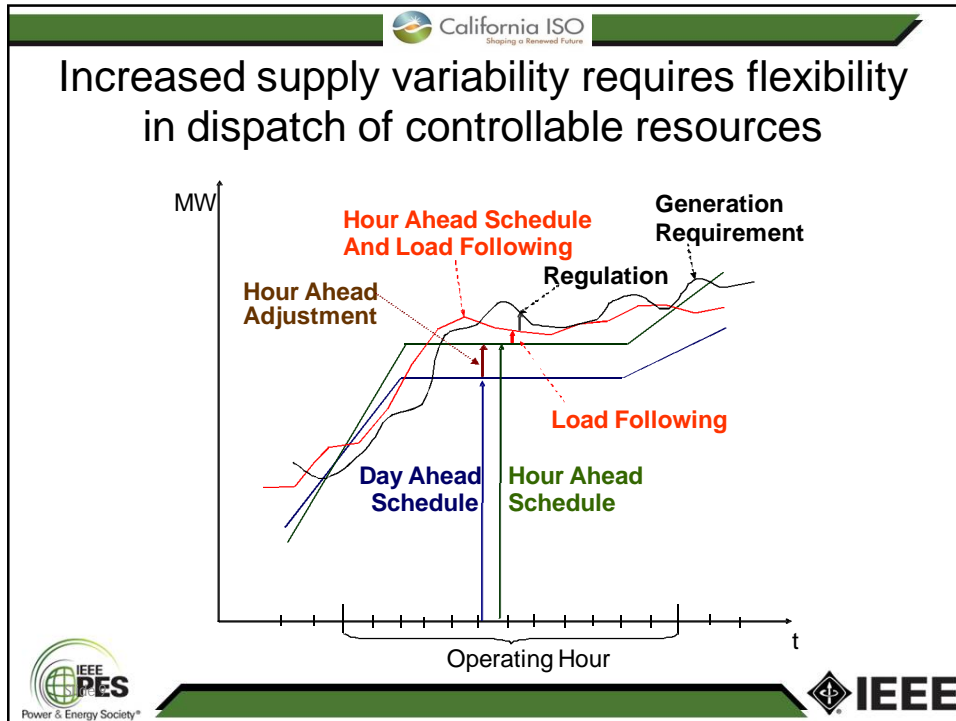 California ISO
Shaping a Renewed Future
Increased supply variability requires flexibility
in dispatch of controllable resources
MW
Hour Ahead Schedule
And Load Following
Generation
Requirement
Regulation
Hour Ahead
Adjustment
Load Following
Day Ahead
Schedule
Hour Ahead
Schedule
t
Operating Hour
IEEE
PES
Power & Energy Society®
IEEE